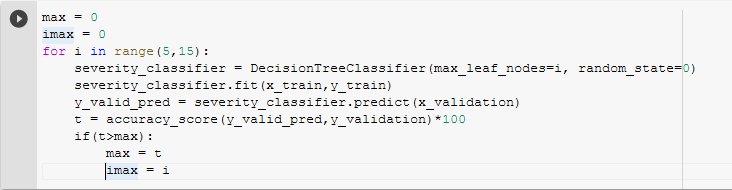 max = 0
imax = 0
for i in range(5,15):
    severity_classifier = DecisionTreeClassifier(max_leaf_nodes=i, random_state=0)
    severity_classifier.fit(x_train,y_train)
    y_valid_pred = severity_classifier.predict(x_validation)
    t = accuracy_score(y_valid_pred,y_validation)*100
    if(t>max):
        max = t
        imax = i